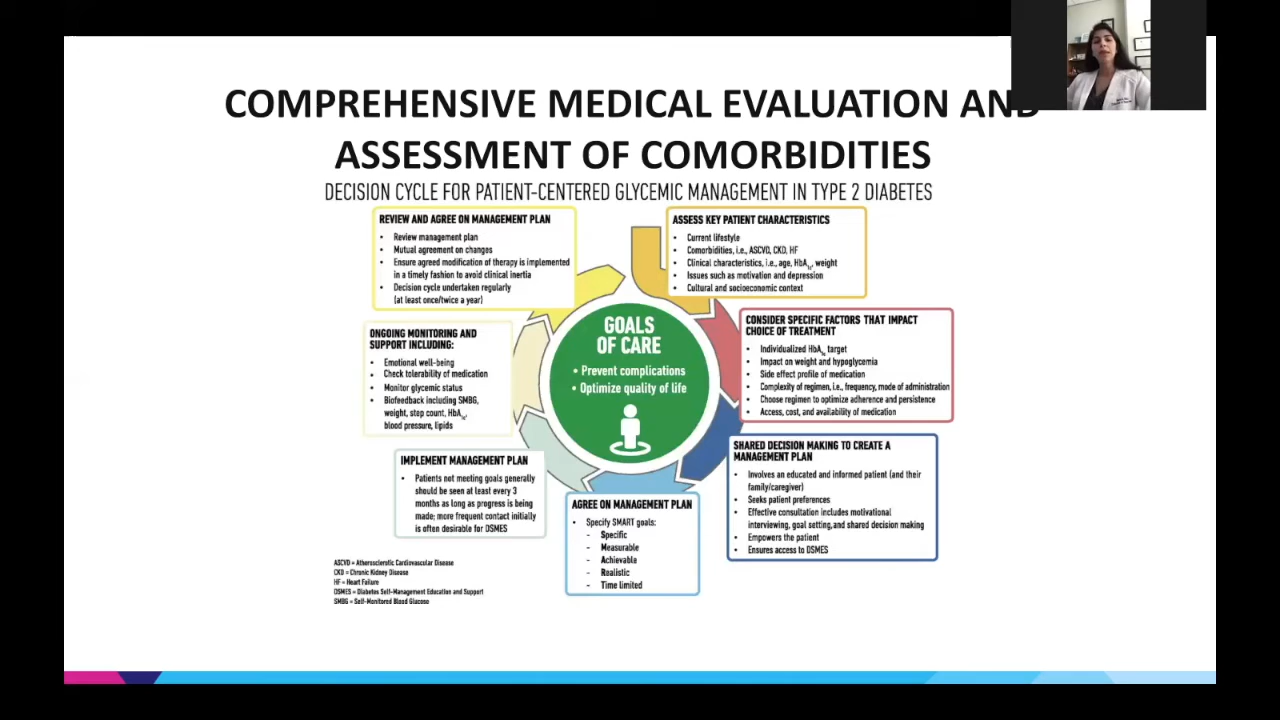 COMPREHENSIVE MEDICAL EVALUATION AND
ASSESSMENT OF COMORBIDITIES
DECISION CYCLE FOR PATIENT-CENTERED GLYCEMIC MANAGEMENT IN TYPE 2 DIABETES
REVIEW AND AGREE ON MANAGEMENT PLAN
• Review management plan
• Mutual agreement on changes
• Ensure agreed modification of therapy is implemented
in a timely fashion to avoid clinical inertia
• Decision cycle undertaken regularly
(at least once/twice a year)
ASSESS KEY PATIENT CHARACTERISTICS
• Current lifestyle
• Comorbidities, i.e., ASCVD, CKD, HF
• Clinical characteristics, i.e., age, HbA1c, weight
• Issues such as motivation and depression
• Cultural and socioeconomic context
CONSIDER SPECIFIC FACTORS THAT IMPACT
CHOICE OF TREATMENT
• Individualized HbA1c target
• Impact on weight and hypoglycemia
• Side effect profile of medication
• Complexity of regimen, i.e., frequency, mode of administration
• Choose regimen to optimize adherence and persistence
• Access, cost, and availability of medication
SHARED DECISION MAKING TO CREATE A
MANAGEMENT PLAN
• Involves an educated and informed patient (and their
family/caregiver)
• Seeks patient preferences
• Effective consultation includes motivational
interviewing, goal setting, and shared decision making
• Empowers the patient
• Ensures access to DSMES
AGREE ON MANAGEMENT PLAN
• Specify SMART goals:
- Specific
- Measurable
- Achievable
- Realistic
- Time limited
IMPLEMENT MANAGEMENT PLAN
• Patients not meeting goals generally
should be seen at least every 3
months as long as progress is being
made; more frequent contact initially
is often desirable for DSMES
ONGOING MONITORING AND
SUPPORT INCLUDING:
• Emotional well-being
• Check tolerability of medication
• Monitor glycemic status
• Biofeedback including SMBG,
weight, step count, HbA1c,
blood pressure, lipids
GOALS
OF CARE
• Prevent complications
• Optimize quality of life
ASCVD = Atherosclerotic Cardiovascular Disease
CKD = Chronic Kidney Disease
HF = Heart Failure
DSMES = Diabetes Self-Management Education and Support
SMBG = Self-Monitored Blood Glucose